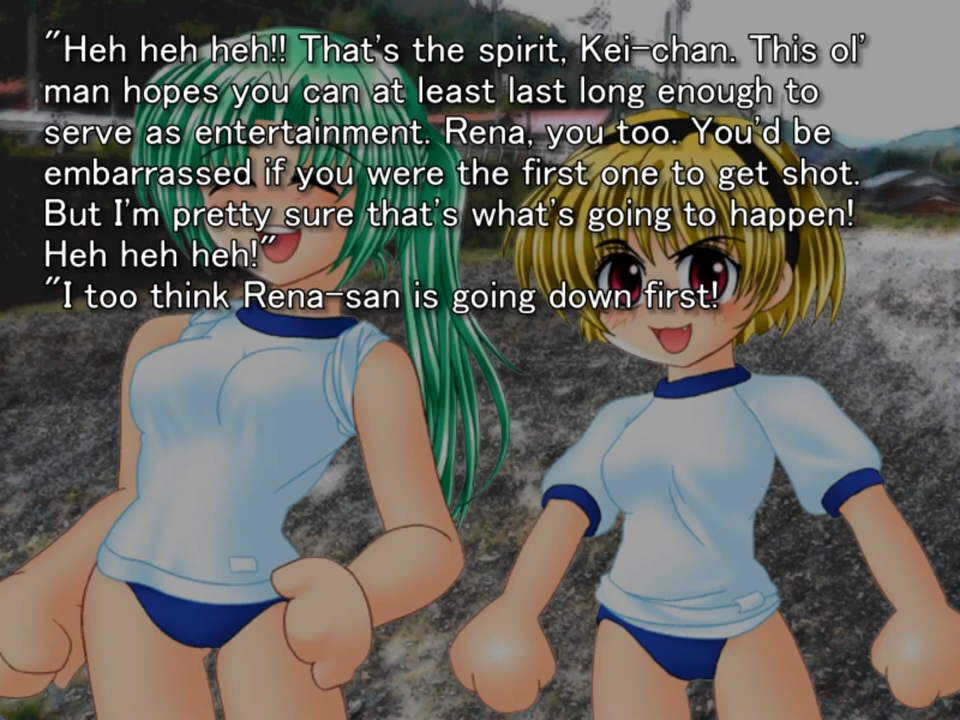 "Heh heh heh!! That's the spirit, Kei-chan. This ol'
man hopes you can at least last long enough to
serve as entertainment. Rena, you too. You'd be
embarrassed if you were the first one to get shot.
But I'm pretty sure that's what's going to happen!
Heh heh heh!"
"I too think Rena-san is going down first!